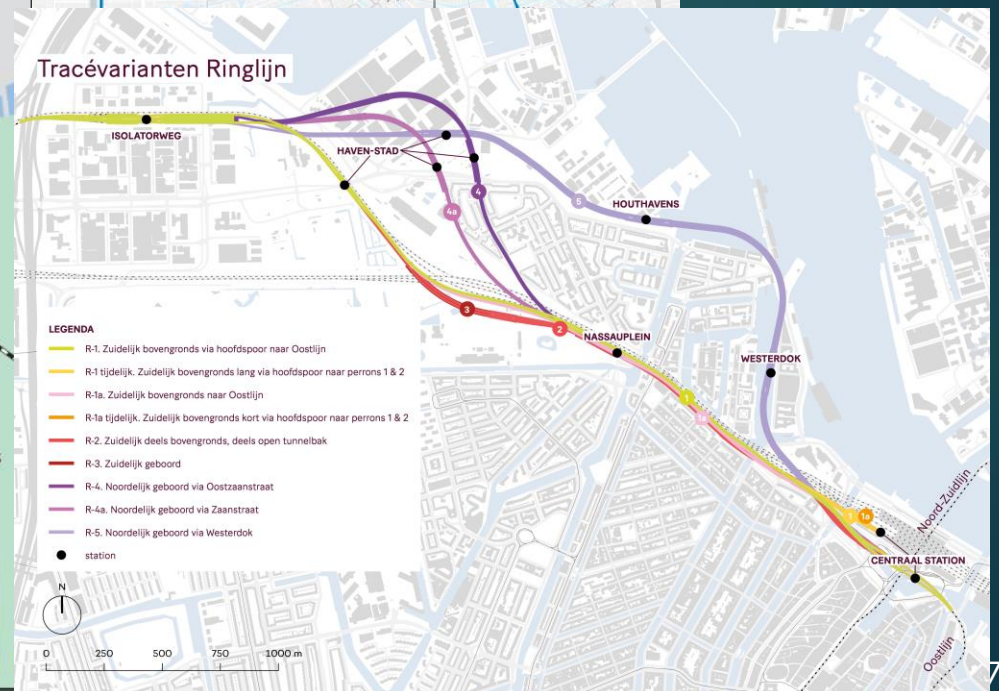 Tracévarianten Ringlijn
ISOLATORWEG
HAVEN-STAD
4
4a
5
HOUTHAVENS
3
2
NASSAUPLEIN
WESTERDOK
1
1a
LEGENDA
R-1. Zuidelijk bovengronds via hoofdspoor naar Oostlijn
R-1 tijdelijk. Zuidelijk bovengronds lang via hoofdspoor naar perrons 1 & 2
R-1a. Zuidelijk bovengronds naar Oostlijn
R-1a tijdelijk. Zuidelijk bovengronds kort via hoofdspoor naar perrons 1 & 2
R-2. Zuidelijk deels bovengronds, deels open tunnelbak
R-3. Zuidelijk geboord
R-4. Noordelijk geboord via Oostzaanstraat
R-4a. Noordelijk geboord via Zaanstraat
R-5. Noordelijk geboord via Westerdok
station
1
1a
Noord-Zuidlijn
CENTRAAL STATION
Oostlijn
N
0 250 500 750 1000 m
7